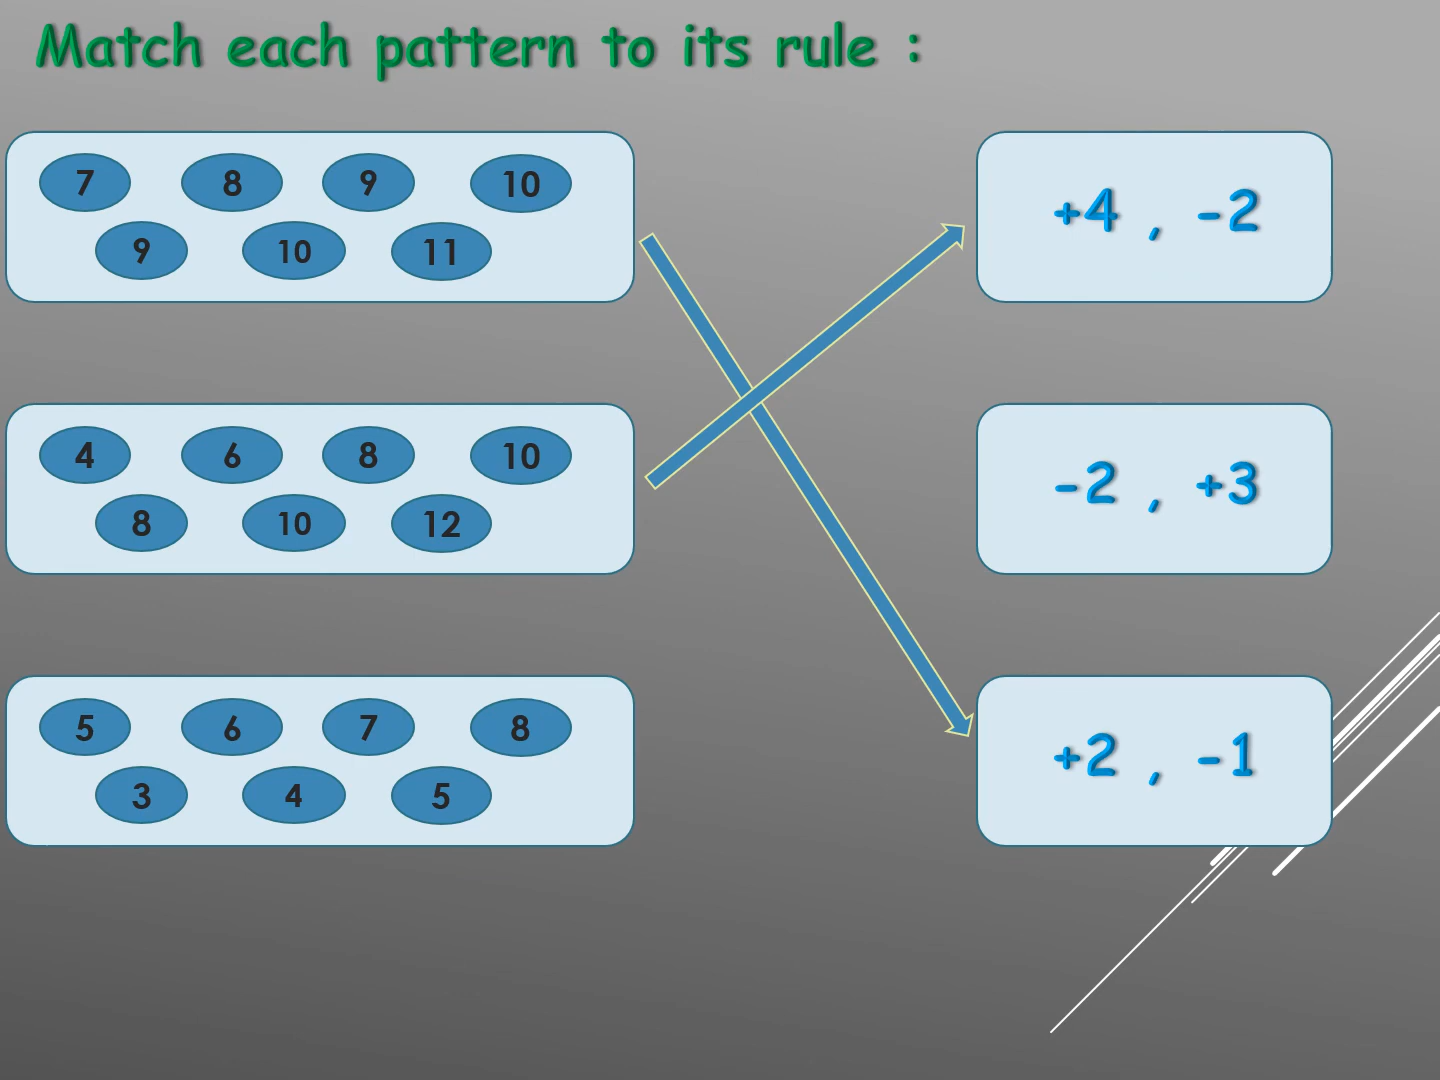 Match each pattern to its rule :
7 8 9 10
9 10 11
+4 , -2
4 6 8 10
8 10 12
-2 , +3
5 6 7 8
3 4 5
+2 , -1